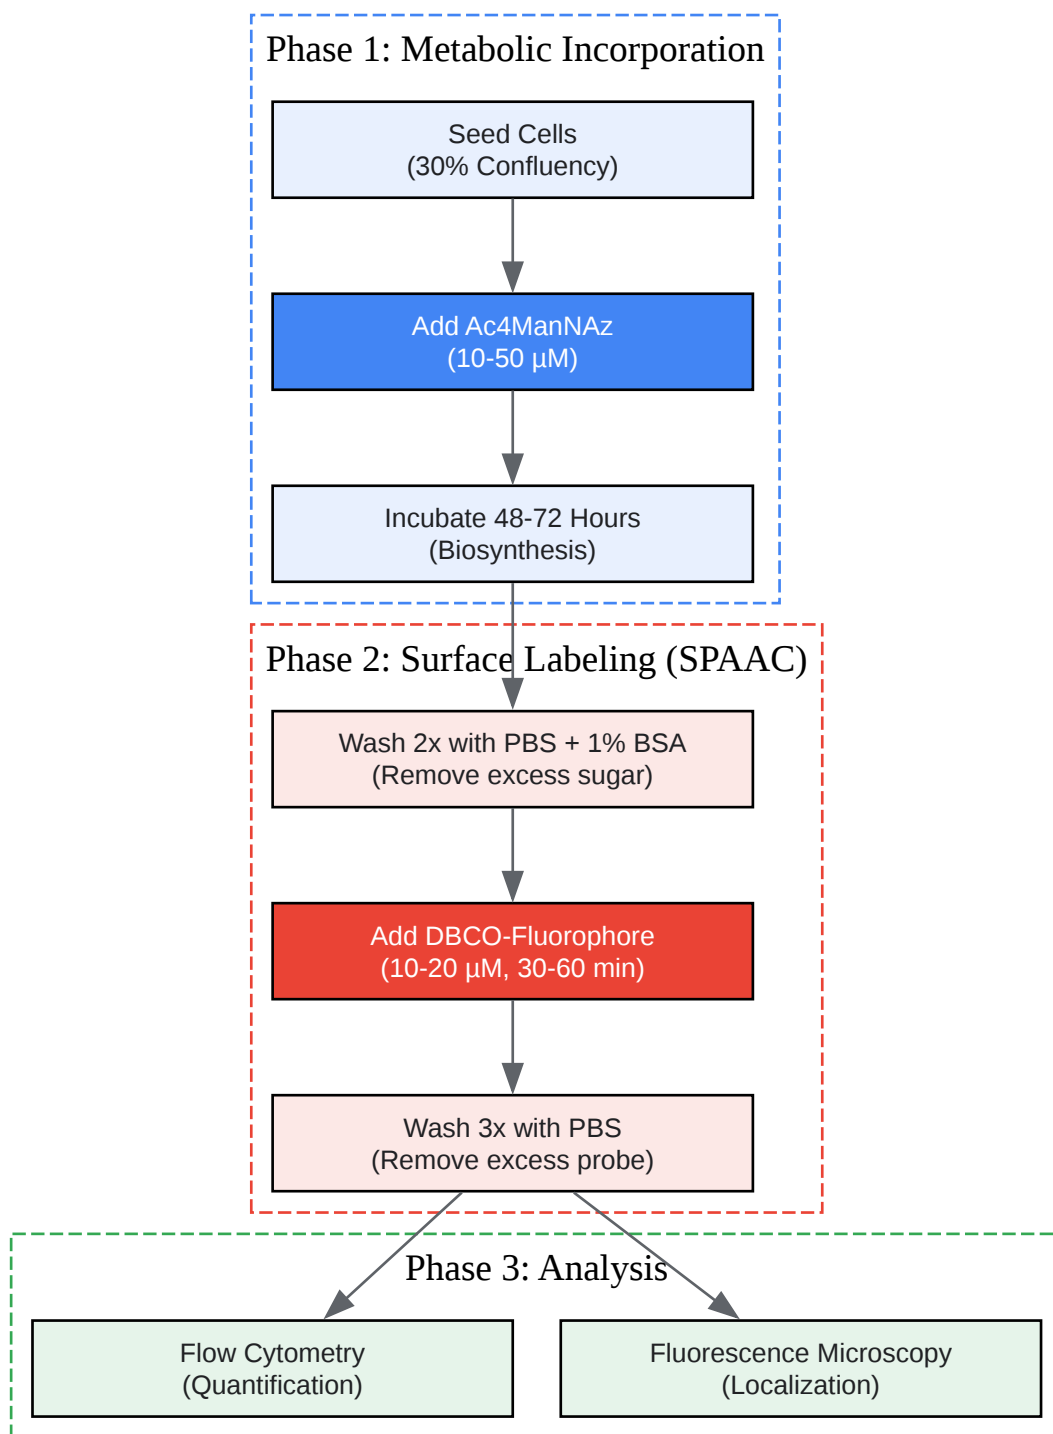 Phase 1: Metabolic Incorporation
Seed Cells
(30% Confluency)
Add Ac4ManNAz
(10-50 µM)
Incubate 48-72 Hours
(Biosynthesis)
Phase 2: Surface Labeling (SPAAC)
Wash 2x with PBS + 1% BSA
(Remove excess sugar)
Add DBCO-Fluorophore
(10-20 µM, 30-60 min)
Wash 3x with PBS
(Remove excess probe)
Phase 3: Analysis
Flow Cytometry
(Quantification)
Fluorescence Microscopy
(Localization)